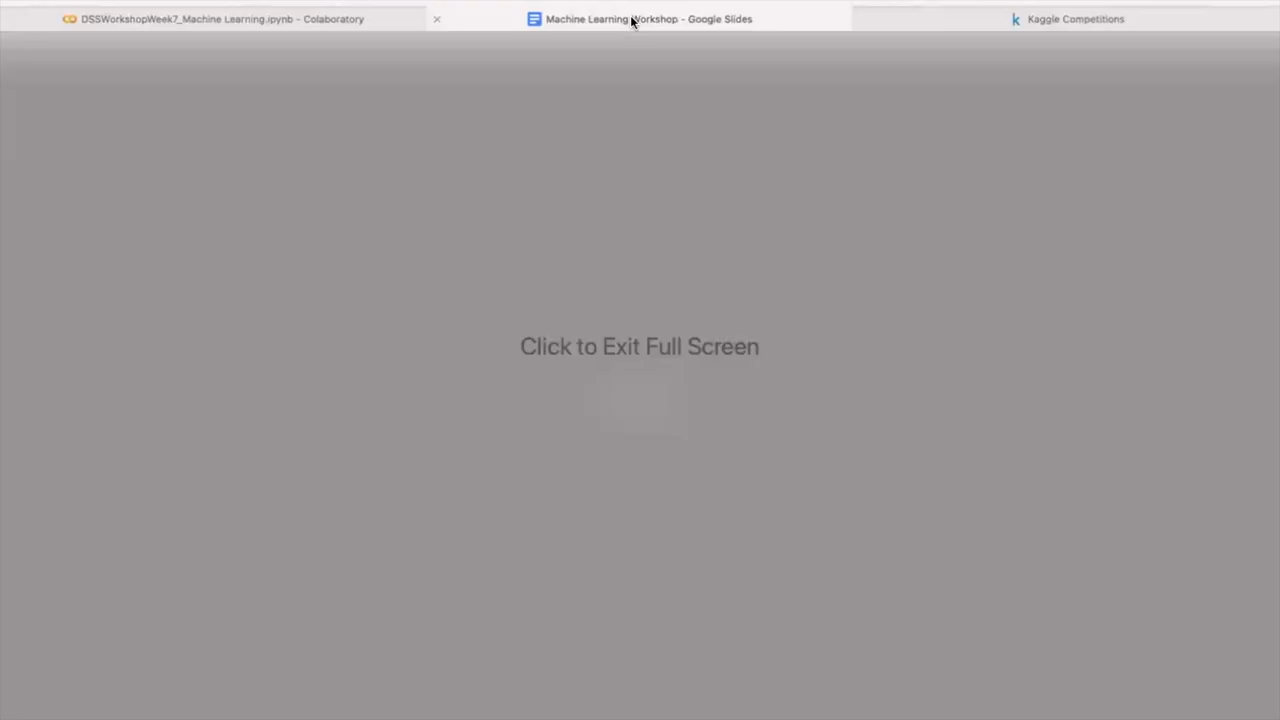 DSSWorkshopWeek7_Machine Learning.ipynb - Colaboratory
Machine Learning Workshop - Google Slides
Kaggle Competitions
Click to Exit Full Screen